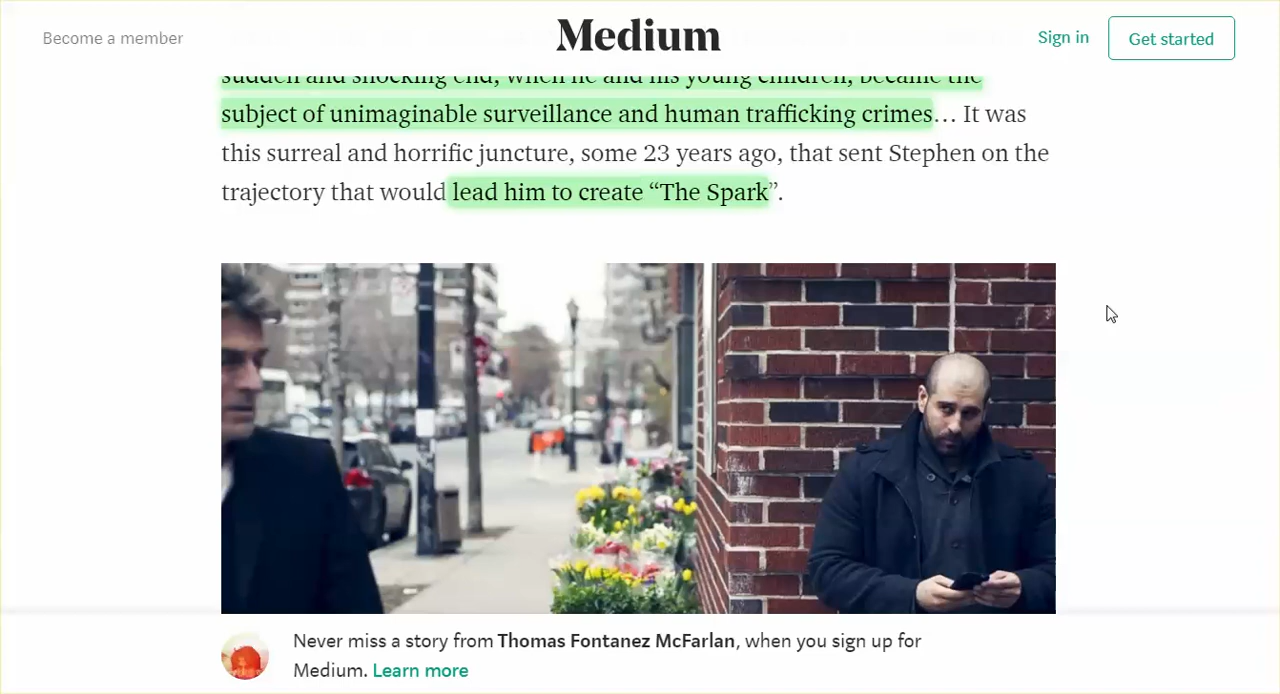 Become a member
Medium
Sign in
Get started
sudden and shocking end, when he and his young children, became the
subject of unimaginable surveillance and human trafficking crimes… It was
this surreal and horrific juncture, some 23 years ago, that sent Stephen on the
trajectory that would lead him to create “The Spark”.
Never miss a story from Thomas Fontanez McFarlan, when you sign up for
Medium. Learn more